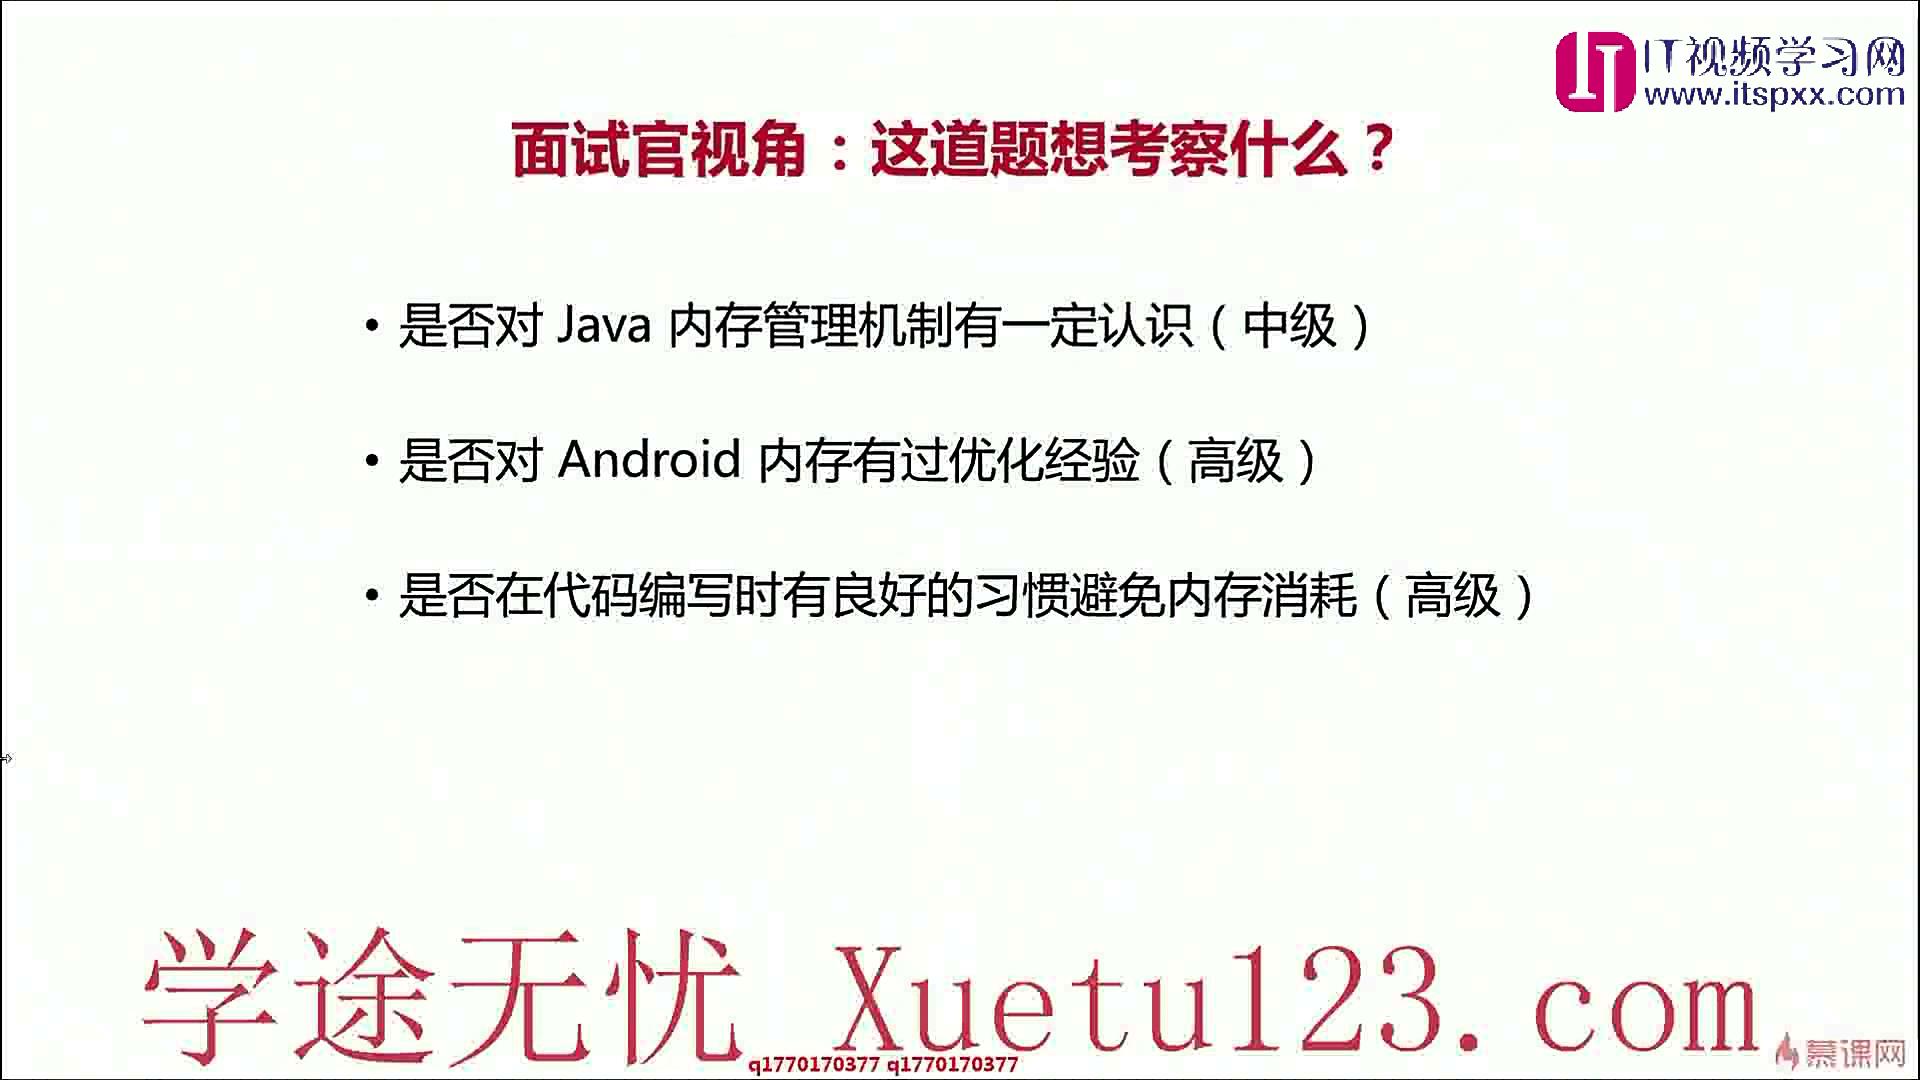 IT视频学习网
www.itspxx.com
面试官视角：这道题想考察什么？
• 是否对 Java 内存管理机制有一定认识（中级）
• 是否对 Android 内存有过优化经验（高级）
• 是否在代码编写时有良好的习惯避免内存消耗（高级）
学途无忧 Xuetu123.com
q1770170377 q1770170377
慕课网